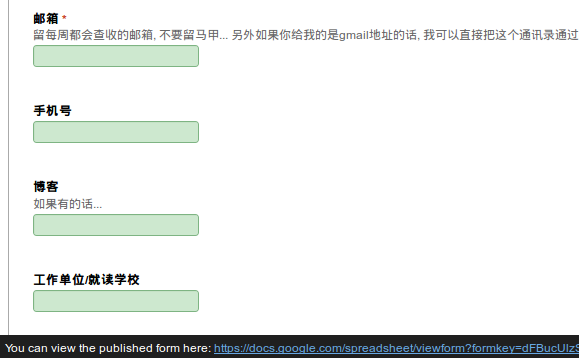 邮箱 *
留每周都会查收的邮箱, 不要留马甲... 另外如果你给我的是gmail地址的话, 我可以直接把这个通讯录通过
手机号
博客
如果有的话...
工作单位/就读学校
You can view the published form here: https://docs.google.com/spreadsheet/viewform?formkey=dFBucUIzS